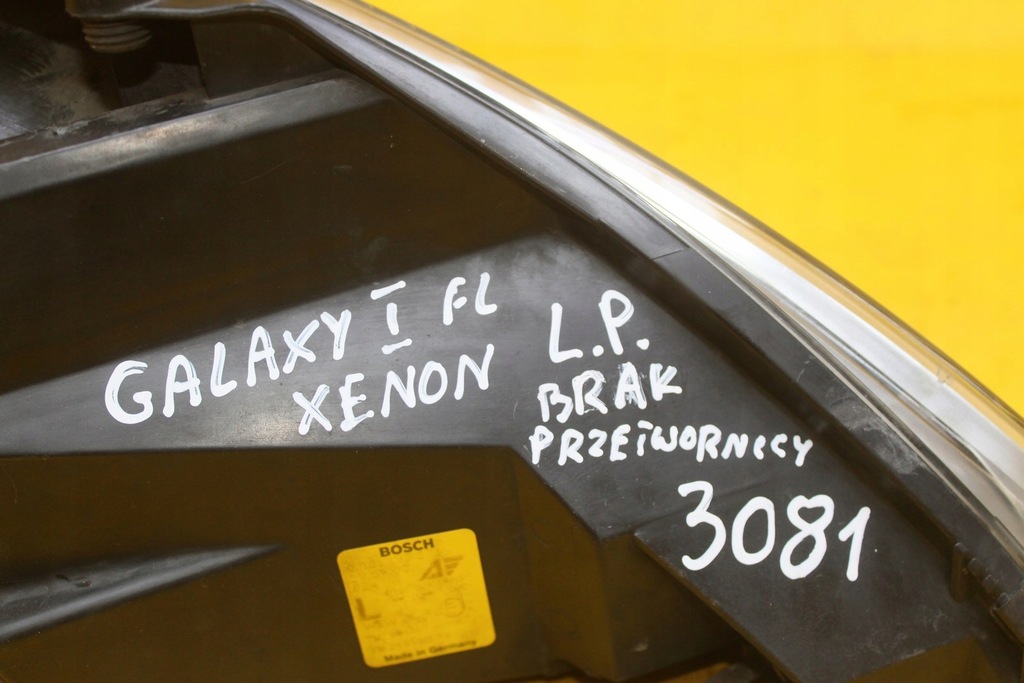 GALAXY I FL
XENON
L.P.
BRAK
PRZETWORNICY
3081
BOSCH
L
Made in Germany